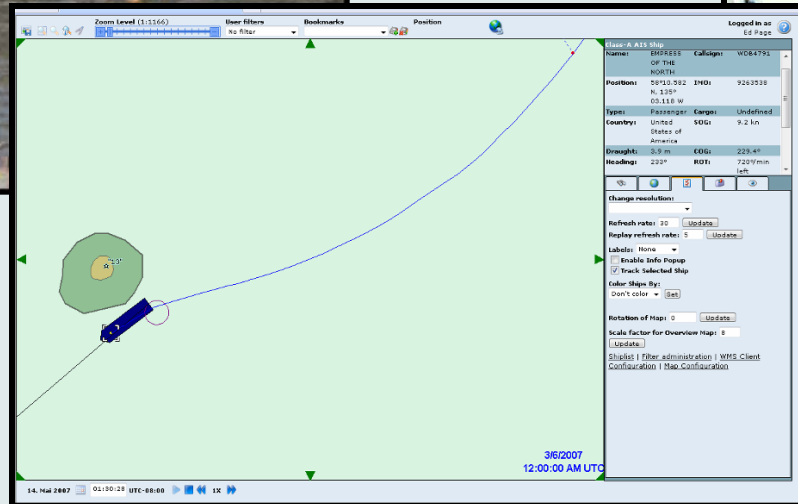 Zoom Level (1:1166)
User filters
No filter
Bookmarks
Position
Logged in as
Ed Page
Class-A AIS Ship
Name: EMPRESS OF THE NORTH Callsign: WDB4791
Position: 58°10.582 N, 135° 03.118 W IMO: 9263538
Type: Passenger Cargo: Undefined
Country: United States of America SOG: 9.2 kn
Draught: 3.9 m COG: 229.4°
Heading: 233° ROT: 720°/min left
Change resolution:
Refresh rate: 30 Update
Replay refresh rate: 5 Update
Labels: None
Enable Info Popup
Track Selected Ship
Color Ships By:
Don't color Set
Rotation of Map: 0 Update
Scale factor for Overview Map: 8
Update
Shiplist | Filter administration | WMS Client
Configuration | Map Configuration
3/6/2007
12:00:00 AM UTC
14. Mai 2007 01:30:28 UTC-08:00 1X